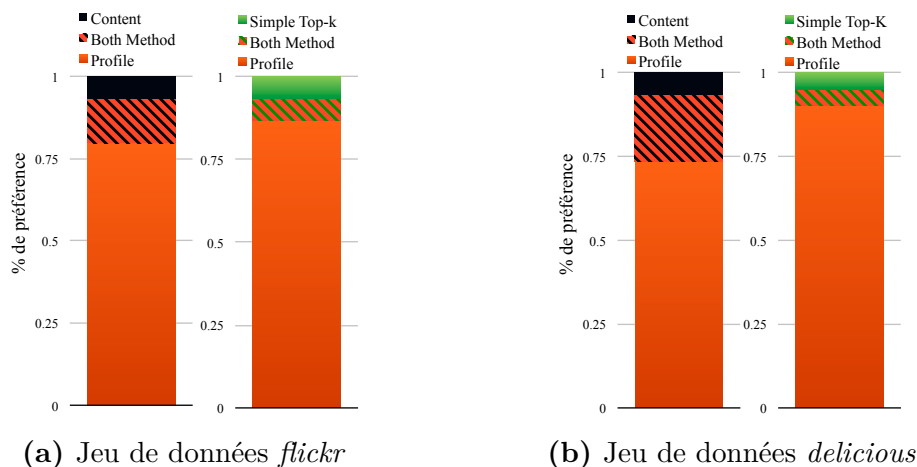 Content
Both Method
Profile
% de préférence
1
0.75
0.5
0.25
0
Simple Top-k
Both Method
Profile
1
0.75
0.5
0.25
0
(a) Jeu de données flickr
Content
Both Method
Profile
% de préférence
1
0.75
0.5
0.25
0
Simple Top-K
Both Method
Profile
1
0.75
0.5
0.25
0
(b) Jeu de données delicious